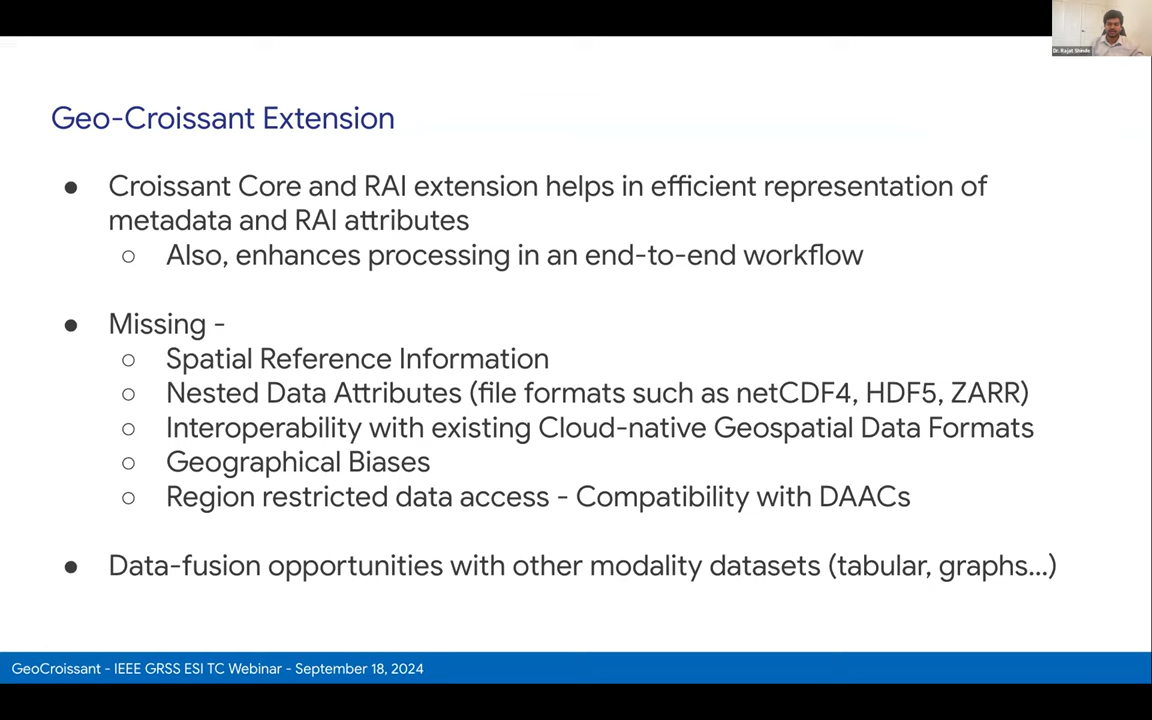 Dr. Rajat Shinde
Geo-Croissant Extension
● Croissant Core and RAI extension helps in efficient representation of
metadata and RAI attributes
○ Also, enhances processing in an end-to-end workflow
● Missing -
○ Spatial Reference Information
○ Nested Data Attributes (file formats such as netCDF4, HDF5, ZARR)
○ Interoperability with existing Cloud-native Geospatial Data Formats
○ Geographical Biases
○ Region restricted data access - Compatibility with DAACs
● Data-fusion opportunities with other modality datasets (tabular, graphs...)
GeoCroissant - IEEE GRSS ESI TC Webinar - September 18, 2024